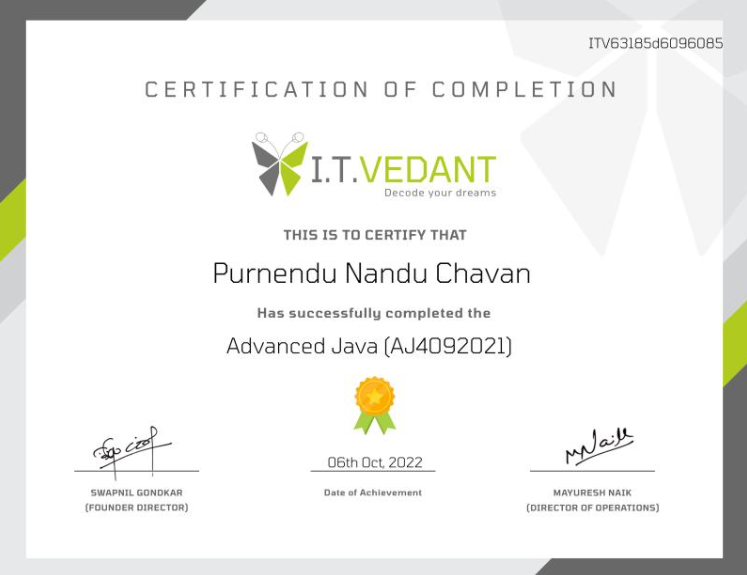 ITV63185d6096085
CERTIFICATION OF COMPLETION
I.T.VEDANT
Decode your dreams
THIS IS TO CERTIFY THAT
Purnendu Nandu Chavan
Has successfully completed the
Advanced Java (AJ4092021)
06th Oct, 2022
SWAPNIL GONDKAR
(FOUNDER DIRECTOR)
Date of Achievement
MAYURESH NAIK
(DIRECTOR OF OPERATIONS)